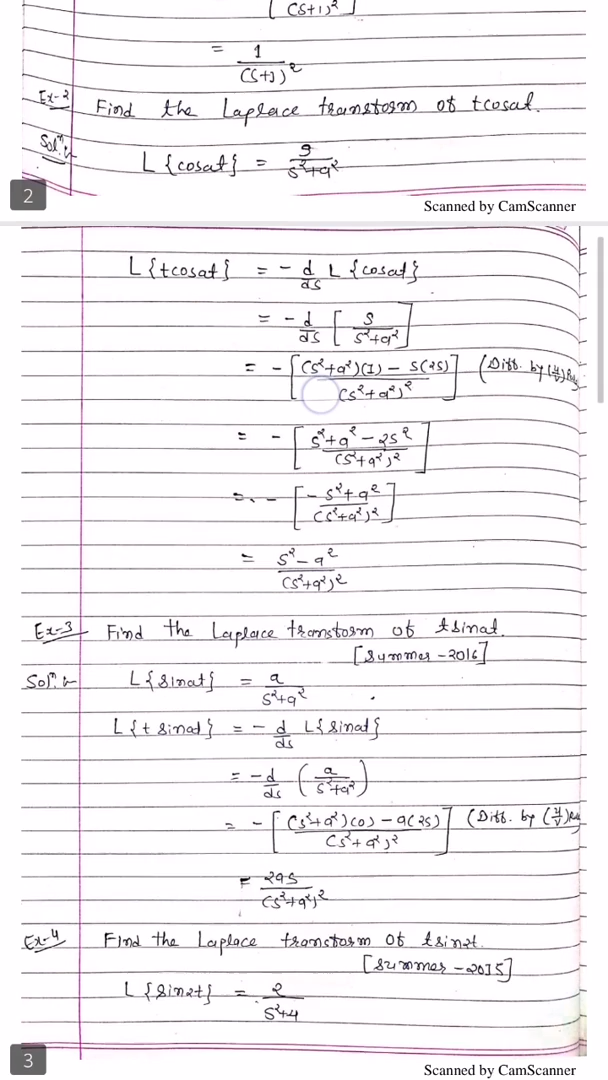 [ (s+1)² ]
= 1/(s+1)²
Ex-2 Find the Laplace transform of tcosat.
Solⁿ:- L{cosat} = s/(s²+a²)
2
Scanned by CamScanner
L{tcosat} = - d/ds L{cosat}
= - d/ds [ s/(s²+a²) ]
= - [ ((s²+a²)(1) - s(2s))/(s²+a²)² ] (Diff. by (u/v) Rule
= - [ (s²+a²-2s²)/(s²+a²)² ]
= - [ (-s²+a²)/(s²+a²)² ]
= (s²-a²)/(s²+a²)²
Ex-3 Find the Laplace transform of tsinat.
[Summer-2016]
Solⁿ:- L{sinat} = a/(s²+a²)
L{t sinat} = - d/ds L{sinat}
= - d/ds ( a/(s²+a²) )
= - [ ((s²+a²)(0) - a(2s))/(s²+a²)² ] (Diff. by (u/v) Rule
= 2as/(s²+a²)²
Ex-4 Find the Laplace transform of tsin2t.
[Summer-2015]
L{sin2t} = 2/(s²+4)
3
Scanned by CamScanner